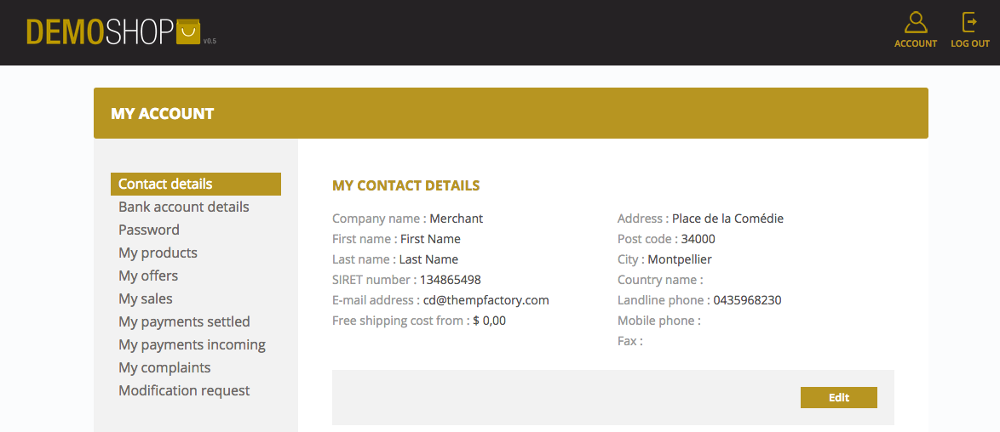 DEMOSHOP v0.5
ACCOUNT
LOG OUT
MY ACCOUNT
Contact details
Bank account details
Password
My products
My offers
My sales
My payments settled
My payments incoming
My complaints
Modification request
MY CONTACT DETAILS
Company name : Merchant
First name : First Name
Last name : Last Name
SIRET number : 134865498
E-mail address : cd@thempfactory.com
Free shipping cost from : $ 0,00
Address : Place de la Comédie
Post code : 34000
City : Montpellier
Country name :
Landline phone : 0435968230
Mobile phone :
Fax :
Edit